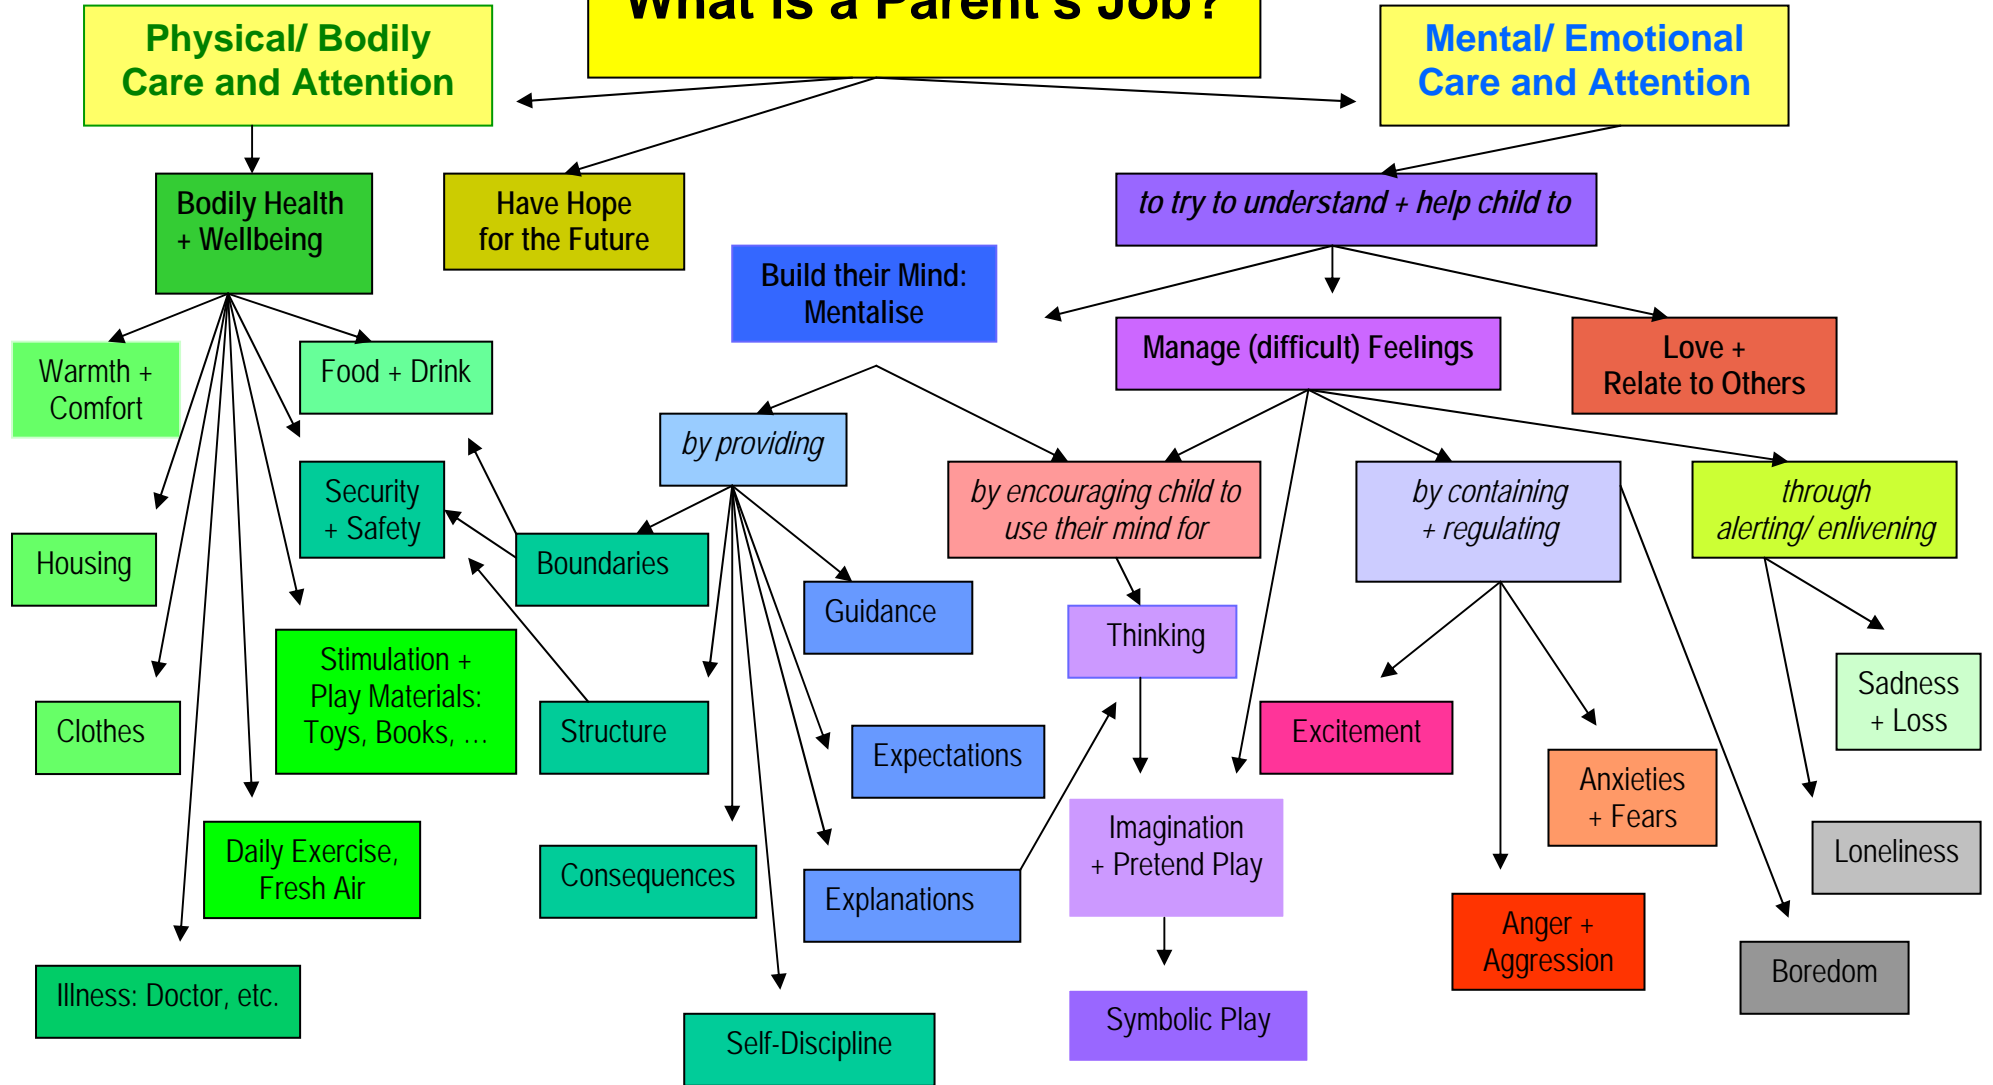 What is a Parent's Job?
Physical/ Bodily
Care and Attention
Mental/ Emotional
Care and Attention
Bodily Health
+ Wellbeing
Have Hope
for the Future
to try to understand + help child to
Build their Mind:
Mentalise
Manage (difficult) Feelings
Love +
Relate to Others
Warmth +
Comfort
Food + Drink
by providing
by encouraging child to
use their mind for
by containing
+ regulating
through
alerting/ enlivening
Security
+ Safety
Housing
Boundaries
Guidance
Thinking
Stimulation +
Play Materials:
Toys, Books, …
Sadness
+ Loss
Clothes
Structure
Expectations
Excitement
Anxieties
+ Fears
Daily Exercise,
Fresh Air
Consequences
Explanations
Imagination
+ Pretend Play
Loneliness
Anger +
Aggression
Boredom
Illness: Doctor, etc.
Self-Discipline
Symbolic Play